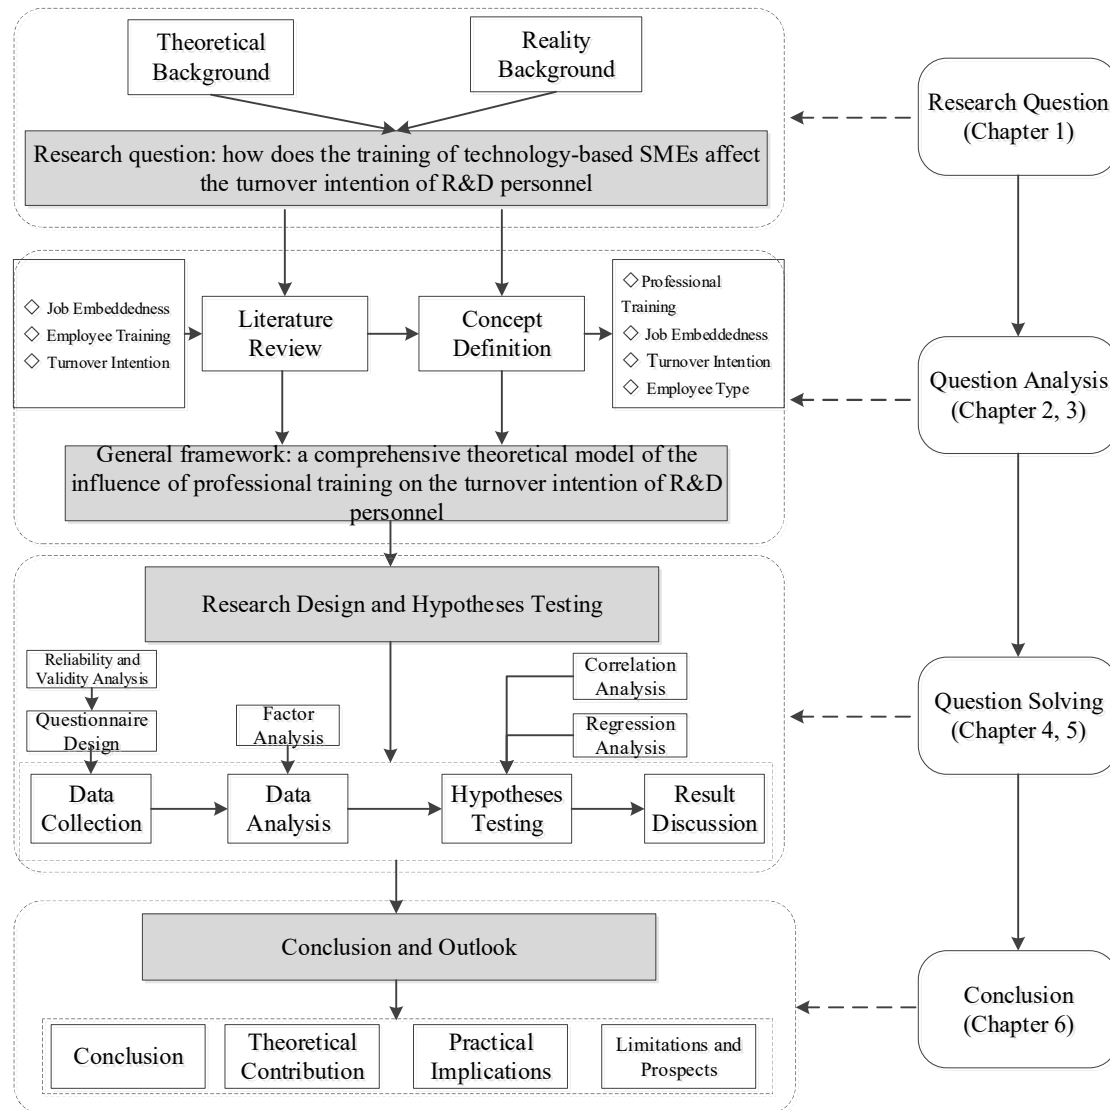 Theoretical
Background
Reality
Background
Research question: how does the training of technology-based SMEs affect
the turnover intention of R&D personnel
Research Question
(Chapter 1)
◇ Job Embeddedness
◇ Employee Training
◇ Turnover Intention
Literature
Review
Concept
Definition
◇ Professional
Training
◇ Job Embeddedness
◇ Turnover Intention
◇ Employee Type
Question Analysis
(Chapter 2, 3)
General framework: a comprehensive theoretical model of the
influence of professional training on the turnover intention of R&D
personnel
Research Design and Hypotheses Testing
Reliability and
Validity Analysis
Questionnaire
Design
Factor
Analysis
Correlation
Analysis
Regression
Analysis
Question Solving
(Chapter 4, 5)
Data
Collection
Data
Analysis
Hypotheses
Testing
Result
Discussion
Conclusion and Outlook
Conclusion
(Chapter 6)
Conclusion
Theoretical
Contribution
Practical
Implications
Limitations and
Prospects